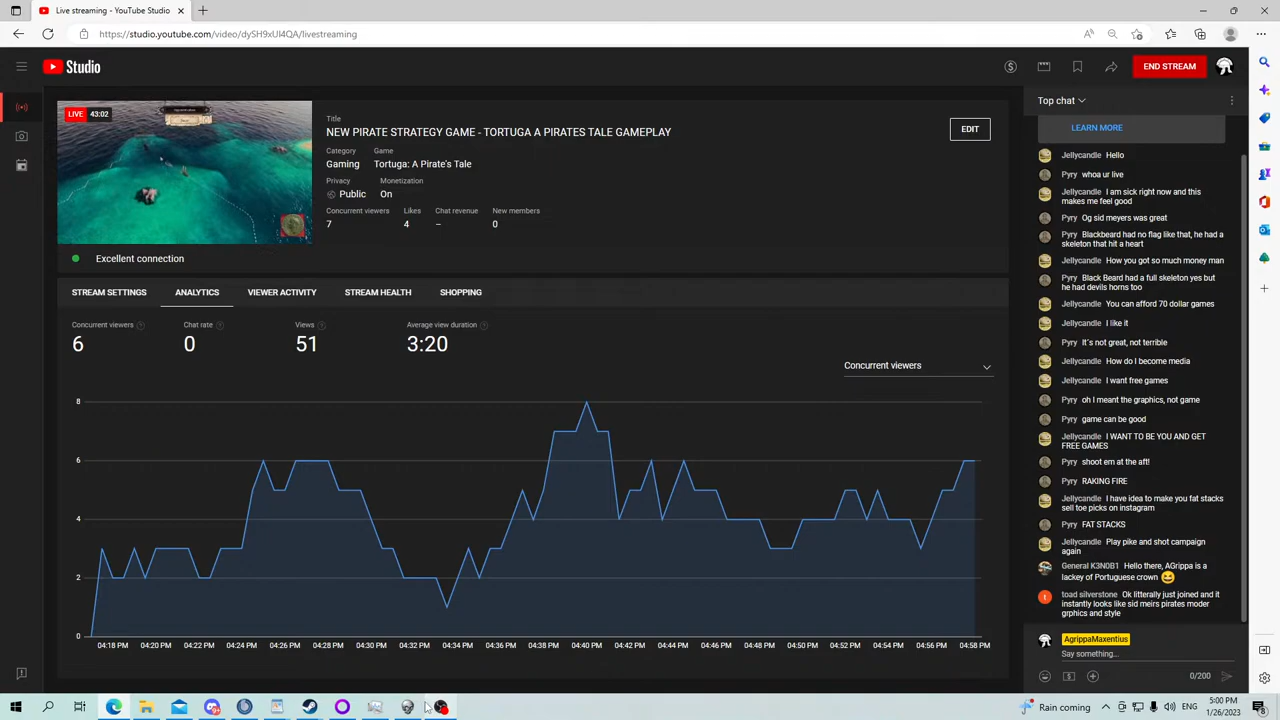 Live streaming - YouTube Studio
https://studio.youtube.com/video/dySH9xUI4QA/livestreaming
Studio
END STREAM
LIVE 43:02
Title
NEW PIRATE STRATEGY GAME - TORTUGA A PIRATES TALE GAMEPLAY
EDIT
Category
Game
Gaming
Tortuga: A Pirate's Tale
Privacy
Monetization
Public
On
Concurrent viewers
Likes
Chat revenue
New members
7
4
–
0
Excellent connection
STREAM SETTINGS
ANALYTICS
VIEWER ACTIVITY
STREAM HEALTH
SHOPPING
Concurrent viewers
Chat rate
Views
Average view duration
6
0
51
3:20
Concurrent viewers
8
6
4
2
0
04:18 PM
04:20 PM
04:22 PM
04:24 PM
04:26 PM
04:28 PM
04:30 PM
04:32 PM
04:34 PM
04:36 PM
04:38 PM
04:40 PM
04:42 PM
04:44 PM
04:46 PM
04:48 PM
04:50 PM
04:52 PM
04:54 PM
04:56 PM
04:58 PM
Top chat
LEARN MORE
Jellycandle Hello
Pyry whoa ur live
Jellycandle I am sick right now and this
makes me feel good
Pyry Og sid meyers was great
Pyry Blackbeard had no flag like that, he had a
skeleton that hit a heart
Jellycandle How you got so much money man
Pyry Black Beard had a full skeleton yes but
he had devils horns too
Jellycandle You can afford 70 dollar games
Jellycandle I like it
Pyry It´s not great, not terrible
Jellycandle How do I become media
Jellycandle I want free games
Pyry oh I meant the graphics, not game
Pyry game can be good
Jellycandle I WANT TO BE YOU AND GET
FREE GAMES
Pyry shoot em at the aft!
Pyry RAKING FIRE
Jellycandle I have idea to make you fat stacks
sell toe picks on instagram
Pyry FAT STACKS
Jellycandle Play pike and shot campaign
again
General K3N0B1 Hello there, AGrippa is a
lackey of Portuguese crown
toad silverstone Ok litterally just joined and it
instantly looks like sid meirs pirates moder
grphics and style
AgrippaMaxentius
Say something...
0/200
Rain coming
5:00 PM
1/26/2023